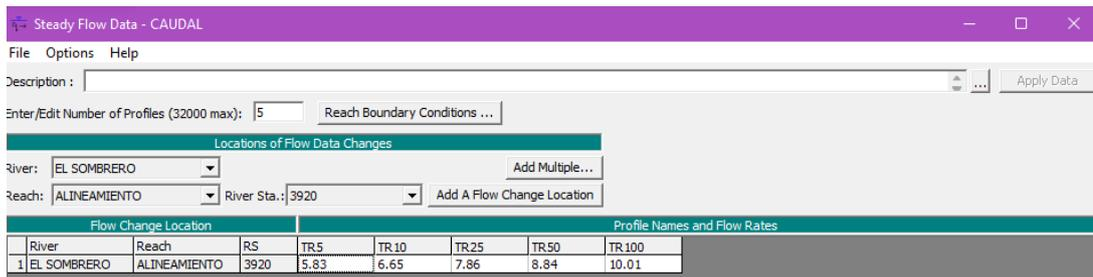 Steady Flow Data - CAUDAL
File Options Help
Description :
... Apply Data
Enter/Edit Number of Profiles (32000 max): 5 Reach Boundary Conditions ...
Locations of Flow Data Changes
River: EL SOMBRERO Add Multiple...
Reach: ALINEAMIENTO River Sta.: 3920 Add A Flow Change Location
Flow Change Location Profile Names and Flow Rates
River Reach RS TR5 TR10 TR25 TR50 TR100
1 EL SOMBRERO ALINEAMIENTO 3920 5.83 6.65 7.86 8.84 10.01